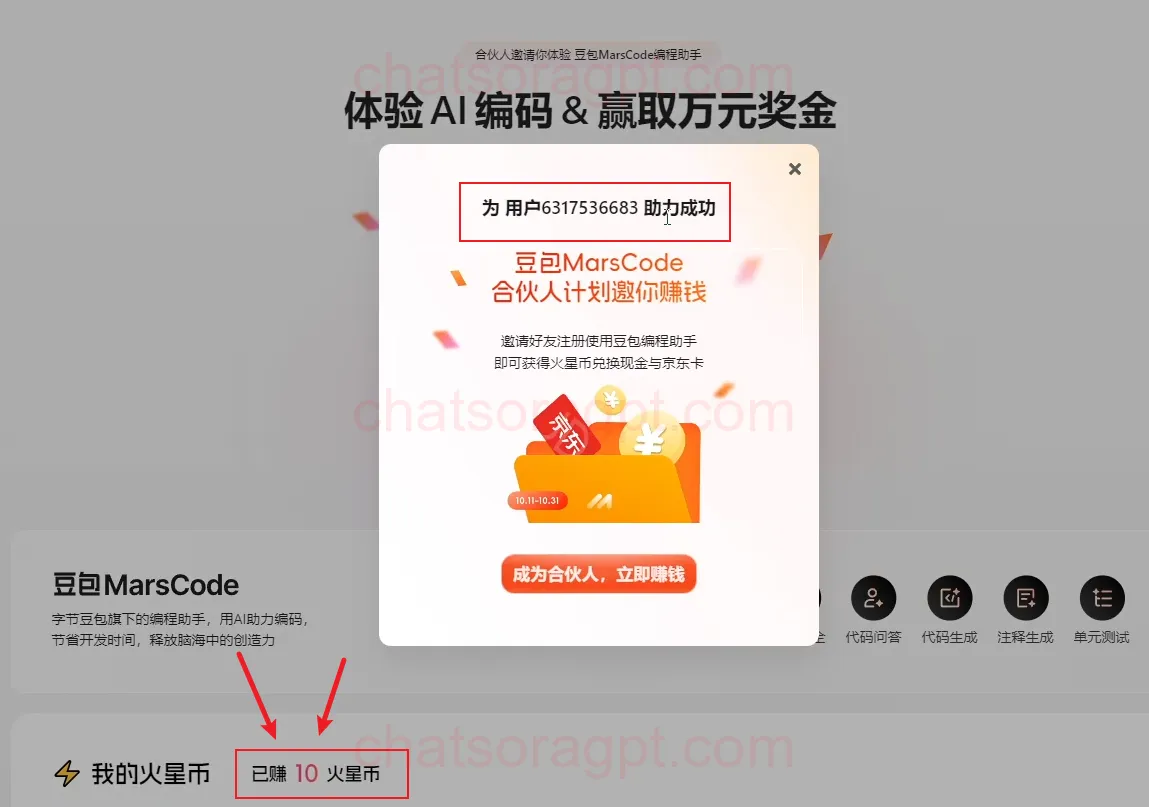 合伙人邀请你体验 豆包MarsCode编程助手
体验 AI 编码 & 赢取万元奖金
为 用户6317536683 助力成功
豆包MarsCode
合伙人计划邀你赚钱
邀请好友注册使用豆包编程助手
即可获得火星币兑换现金与京东卡
京东
10.11-10.31
成为合伙人，立即赚钱
豆包MarsCode
字节豆包旗下的编程助手，用AI助力编码，
节省开发时间，释放脑海中的创造力
全
代码问答
代码生成
注释生成
单元测试
我的火星币
已赚 10 火星币
chatsoragpt.com
chatsoragpt.com
chatsoragpt.com